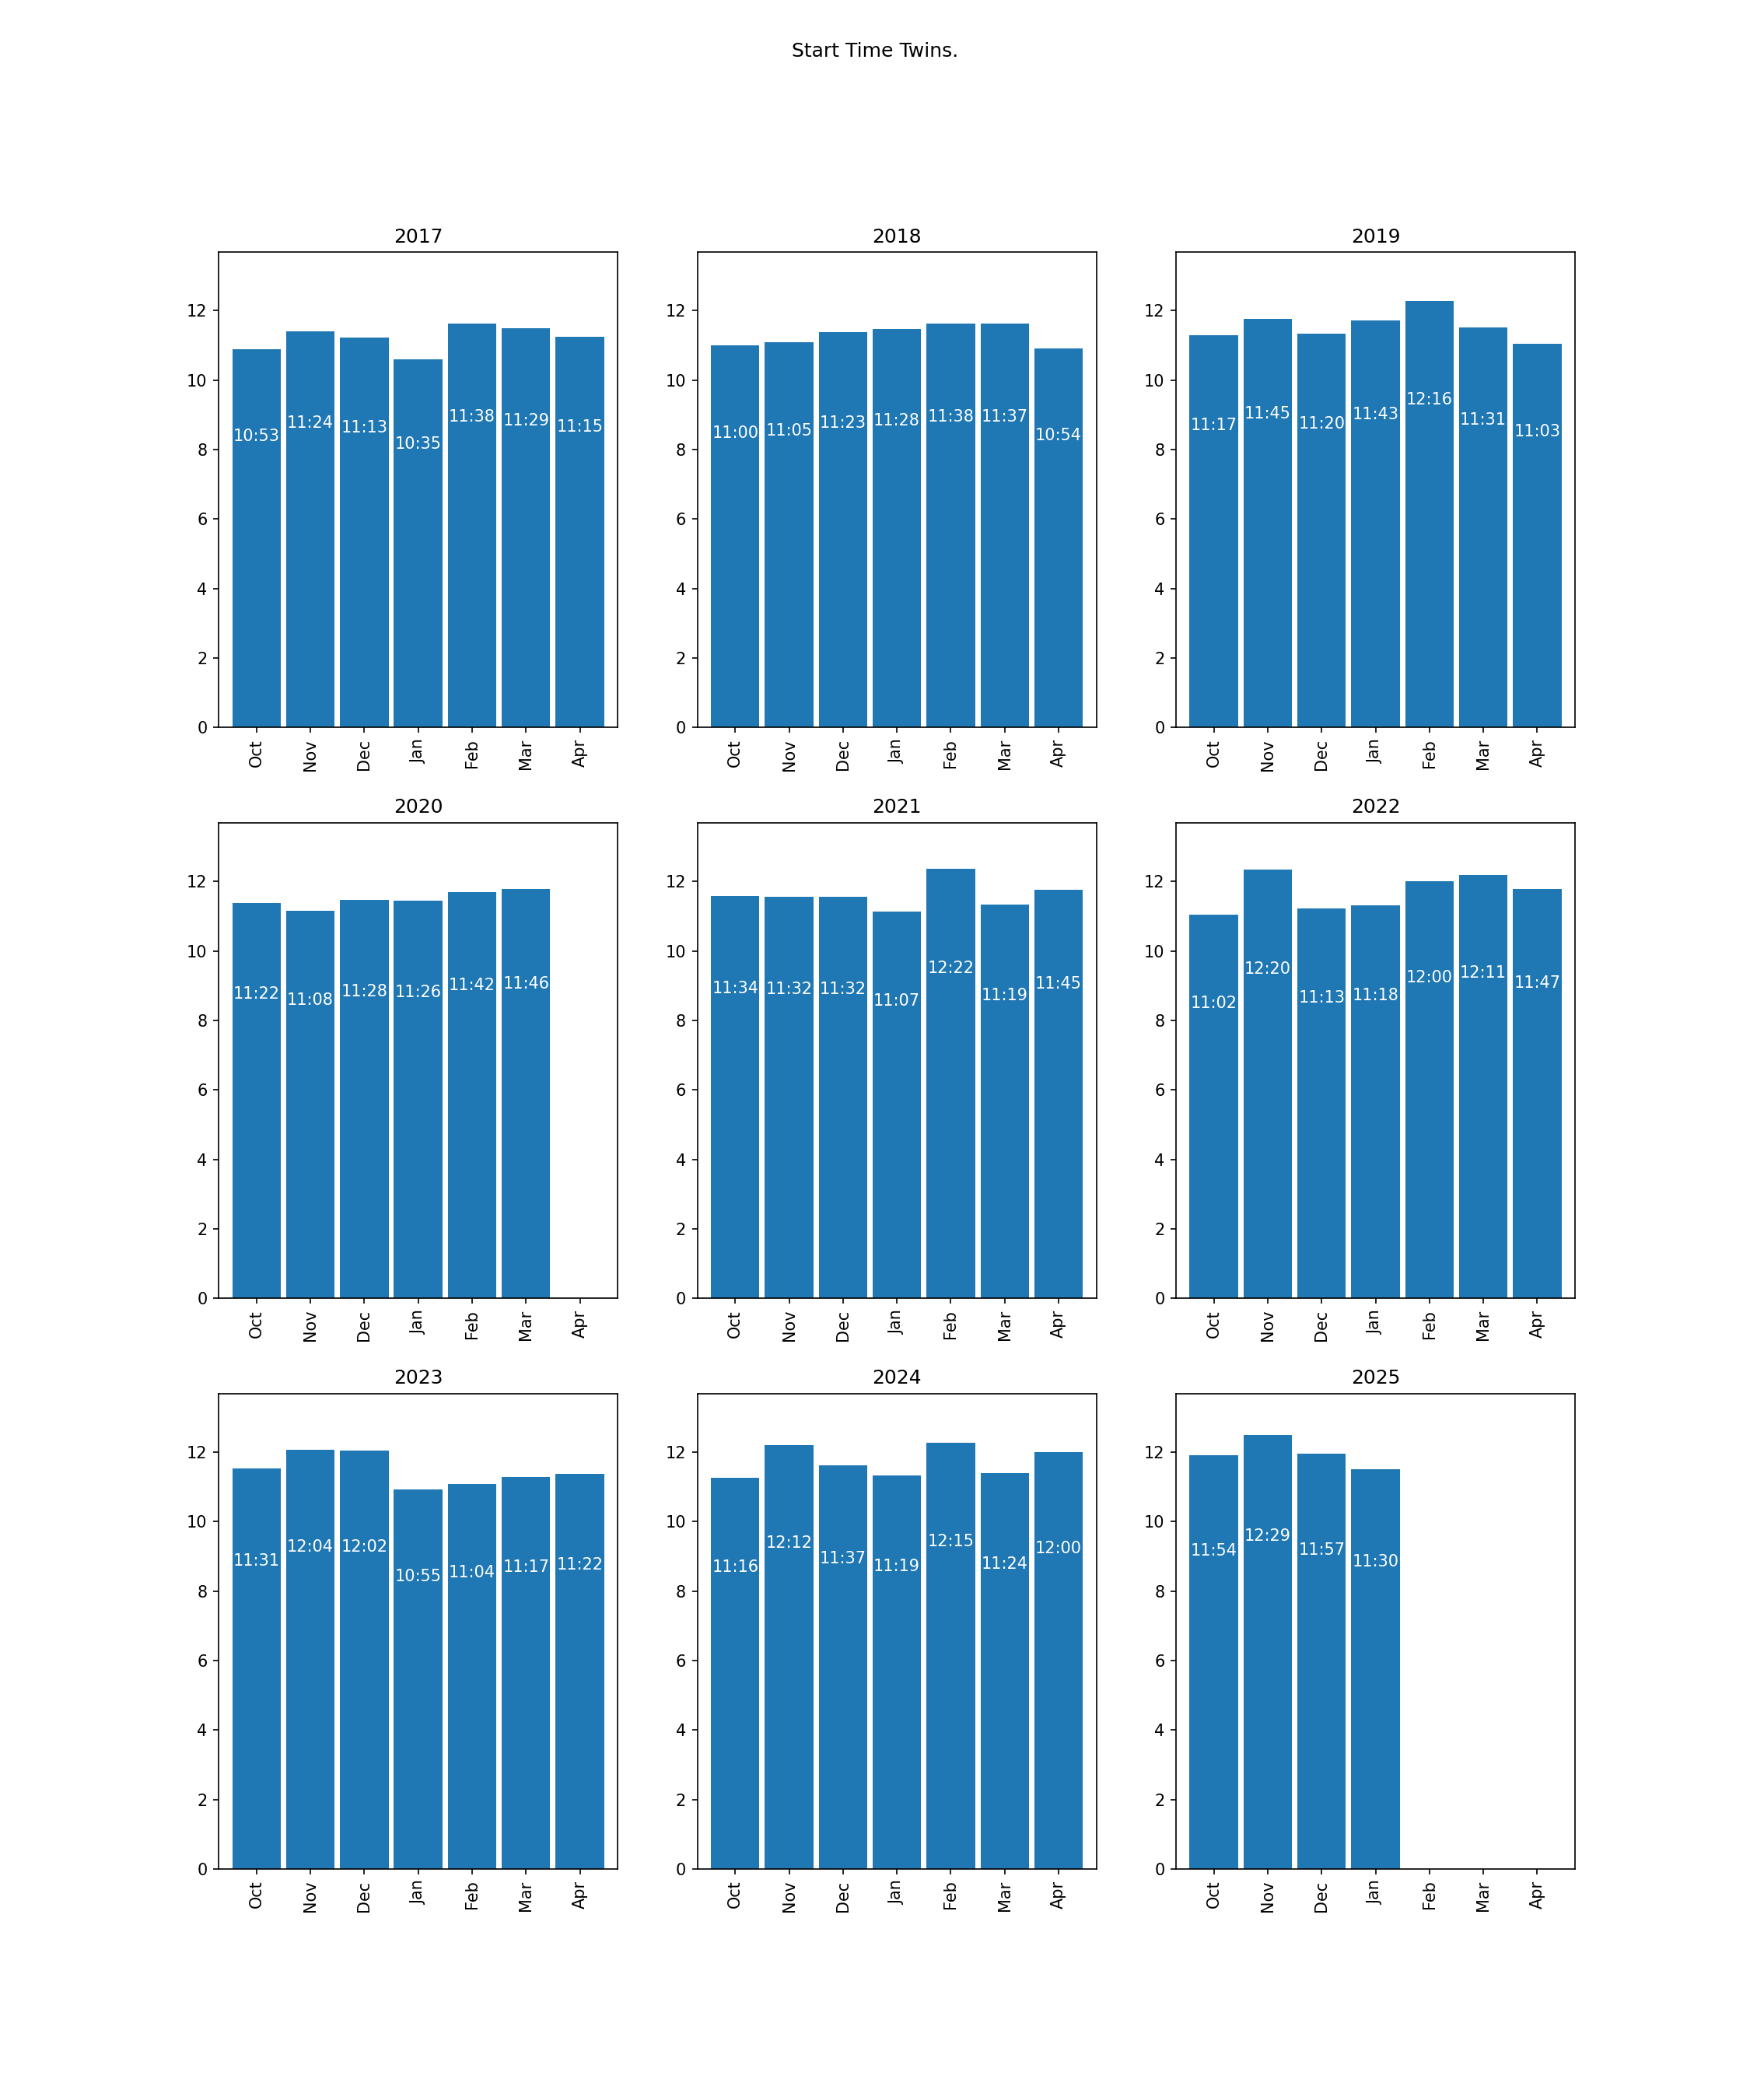 Start Time Twins.
2017 2018 2019
12 12 12
10 10 10
8 8 8
6 6 6
4 4 4
2 2 2
0 0 0
10:53 11:24 11:13 10:35 11:38 11:29 11:15
11:00 11:05 11:23 11:28 11:38 11:37 10:54
11:17 11:45 11:20 11:43 12:16 11:31 11:03
Oct Nov Dec Jan Feb Mar Apr
Oct Nov Dec Jan Feb Mar Apr
Oct Nov Dec Jan Feb Mar Apr
2020 2021 2022
12 12 12
10 10 10
8 8 8
6 6 6
4 4 4
2 2 2
0 0 0
11:22 11:08 11:28 11:26 11:42 11:46
11:34 11:32 11:32 11:07 12:22 11:19 11:45
11:02 12:20 11:13 11:18 12:00 12:11 11:47
Oct Nov Dec Jan Feb Mar Apr
Oct Nov Dec Jan Feb Mar Apr
Oct Nov Dec Jan Feb Mar Apr
2023 2024 2025
12 12 12
10 10 10
8 8 8
6 6 6
4 4 4
2 2 2
0 0 0
11:31 12:04 12:02 10:55 11:04 11:17 11:22
11:16 12:12 11:37 11:19 12:15 11:24 12:00
11:54 12:29 11:57 11:30
Oct Nov Dec Jan Feb Mar Apr
Oct Nov Dec Jan Feb Mar Apr
Oct Nov Dec Jan Feb Mar Apr